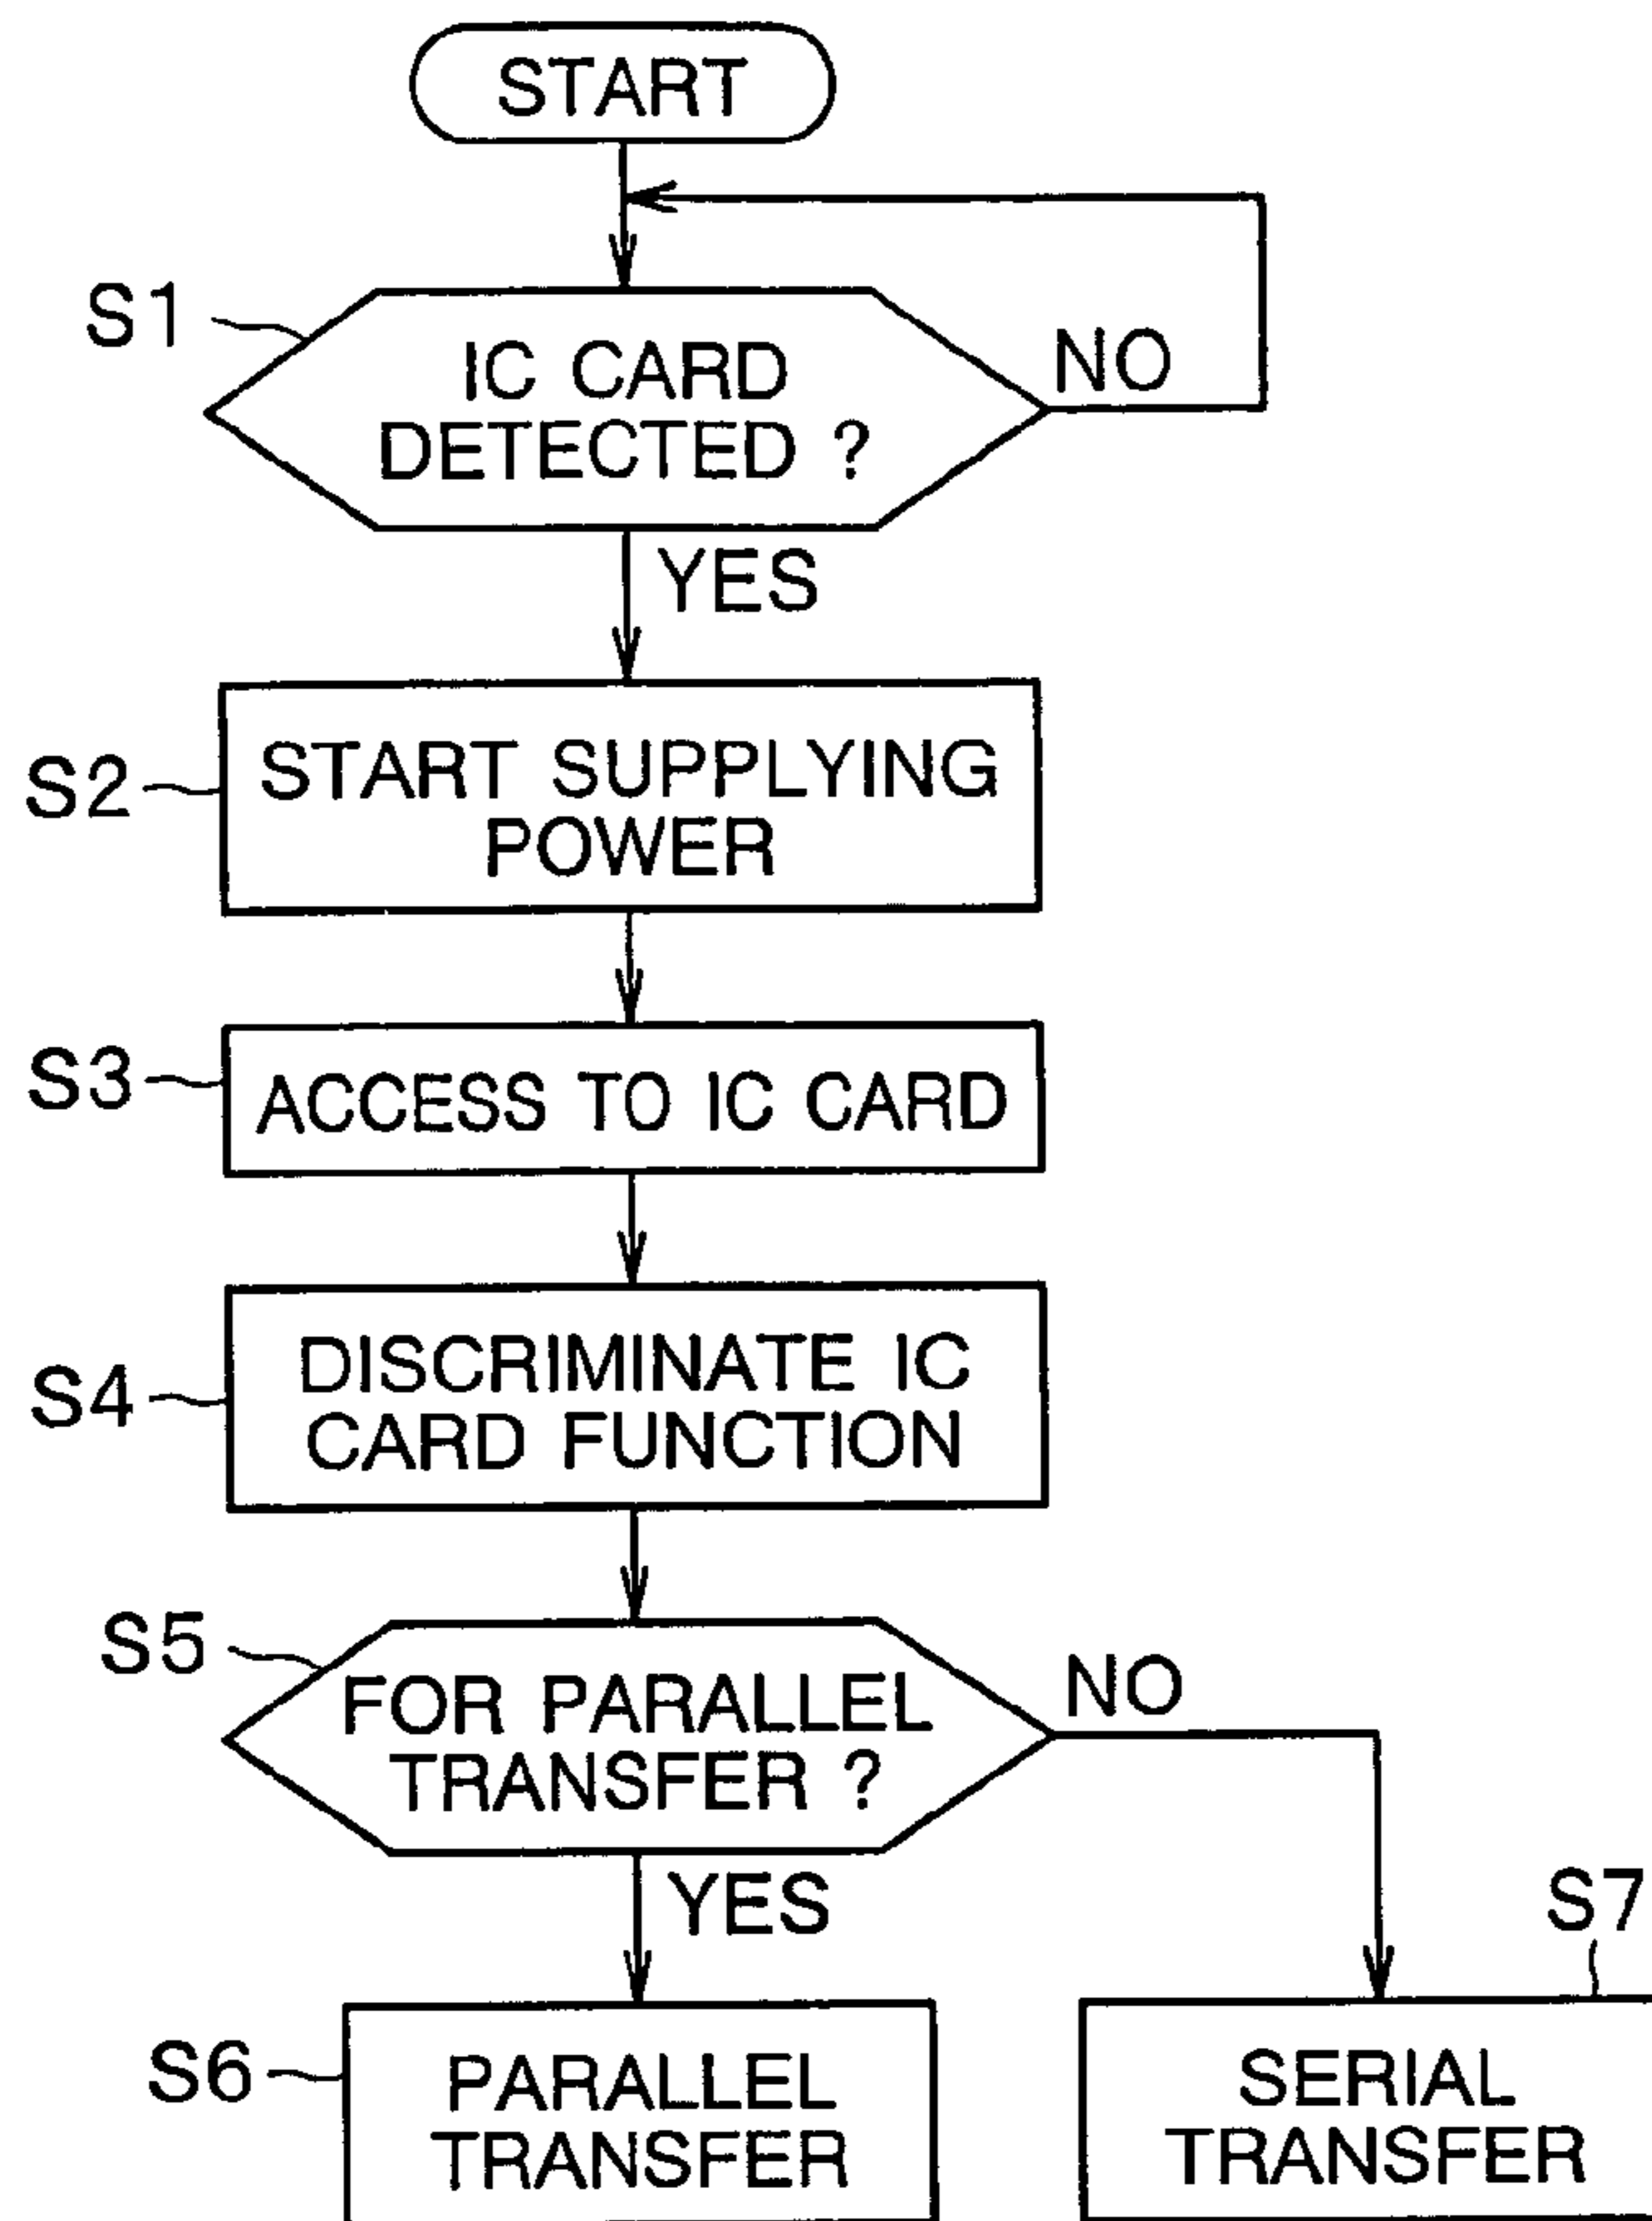 START
S1
IC CARD
DETECTED ?
NO
YES
S2
START SUPPLYING
POWER
S3
ACCESS TO IC CARD
S4
DISCRIMINATE IC
CARD FUNCTION
S5
FOR PARALLEL
TRANSFER ?
NO
YES
S6
PARALLEL
TRANSFER
S7
SERIAL
TRANSFER